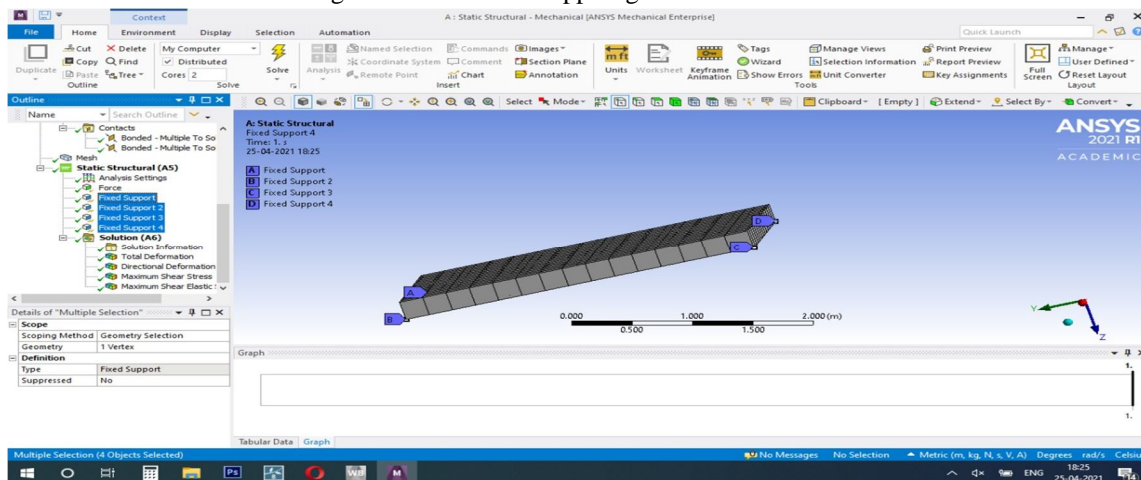 A : Static Structural - Mechanical [ANSYS Mechanical Enterprise]
Context
File Home Environment Display Selection Automation Quick Launch
Cut Delete My Computer
Copy Find Distributed
Paste Tree Cores 2
Duplicate Solve Analysis
Named Selection Commands Images
Coordinate System Comment Section Plane
Remote Point Chart Annotation
Units Worksheet Keyframe Animation
Tags Manage Views Print Preview
Wizard Selection Information Report Preview
Show Errors Unit Converter Key Assignments
Full Screen
Manage
User Defined
Reset Layout
Outline Solve Insert Tools Layout
Outline
Name Search Outline
Select Mode Clipboard [ Empty ] Extend Select By Convert
Contacts
Bonded - Multiple To So
Bonded - Multiple To So
Mesh
Static Structural (A5)
Analysis Settings
Force
Fixed Support
Fixed Support 2
Fixed Support 3
Fixed Support 4
Solution (A6)
Solution Information
Total Deformation
Directional Deformation
Maximum Shear Stress
Maximum Shear Elastic
A: Static Structural
Fixed Support 4
Time: 1. s
25-04-2021 18:25
A Fixed Support
B Fixed Support 2
C Fixed Support 3
D Fixed Support 4
ANSYS
2021 R1
ACADEMIC
D
C
A
B
0.000 1.000 2.000 (m)
0.500 1.500
Y
Z
Details of "Multiple Selection"
Scope
Scoping Method Geometry Selection
Geometry 1 Vertex
Definition
Type Fixed Support
Suppressed No
Graph
1.
1.
Tabular Data Graph
Multiple Selection (4 Objects Selected) No Messages No Selection Metric (m, kg, N, s, V, A) Degrees rad/s Celsiu
Ps WB M ENG 18:25
25-04-2021